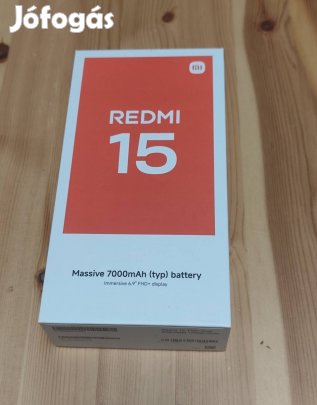 Jófogás
mi
REDMI
15
Massive 7000mAh (typ) battery
Immersive 6.9" FHD+ display